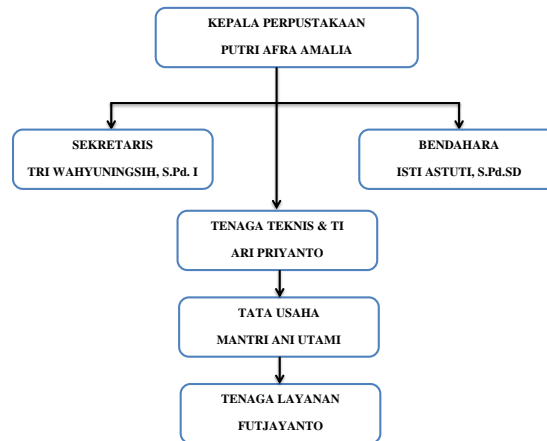 KEPALA PERPUSTAKAAN
PUTRI AFRA AMALIA
SEKRETARIS
TRI WAHYUNINGSIH, S.Pd. I
BENDAHARA
ISTI ASTUTI, S.Pd.SD
TENAGA TEKNIS & TI
ARI PRIYANTO
TATA USAHA
MANTRI ANI UTAMI
TENAGA LAYANAN
FUTJAYANTO